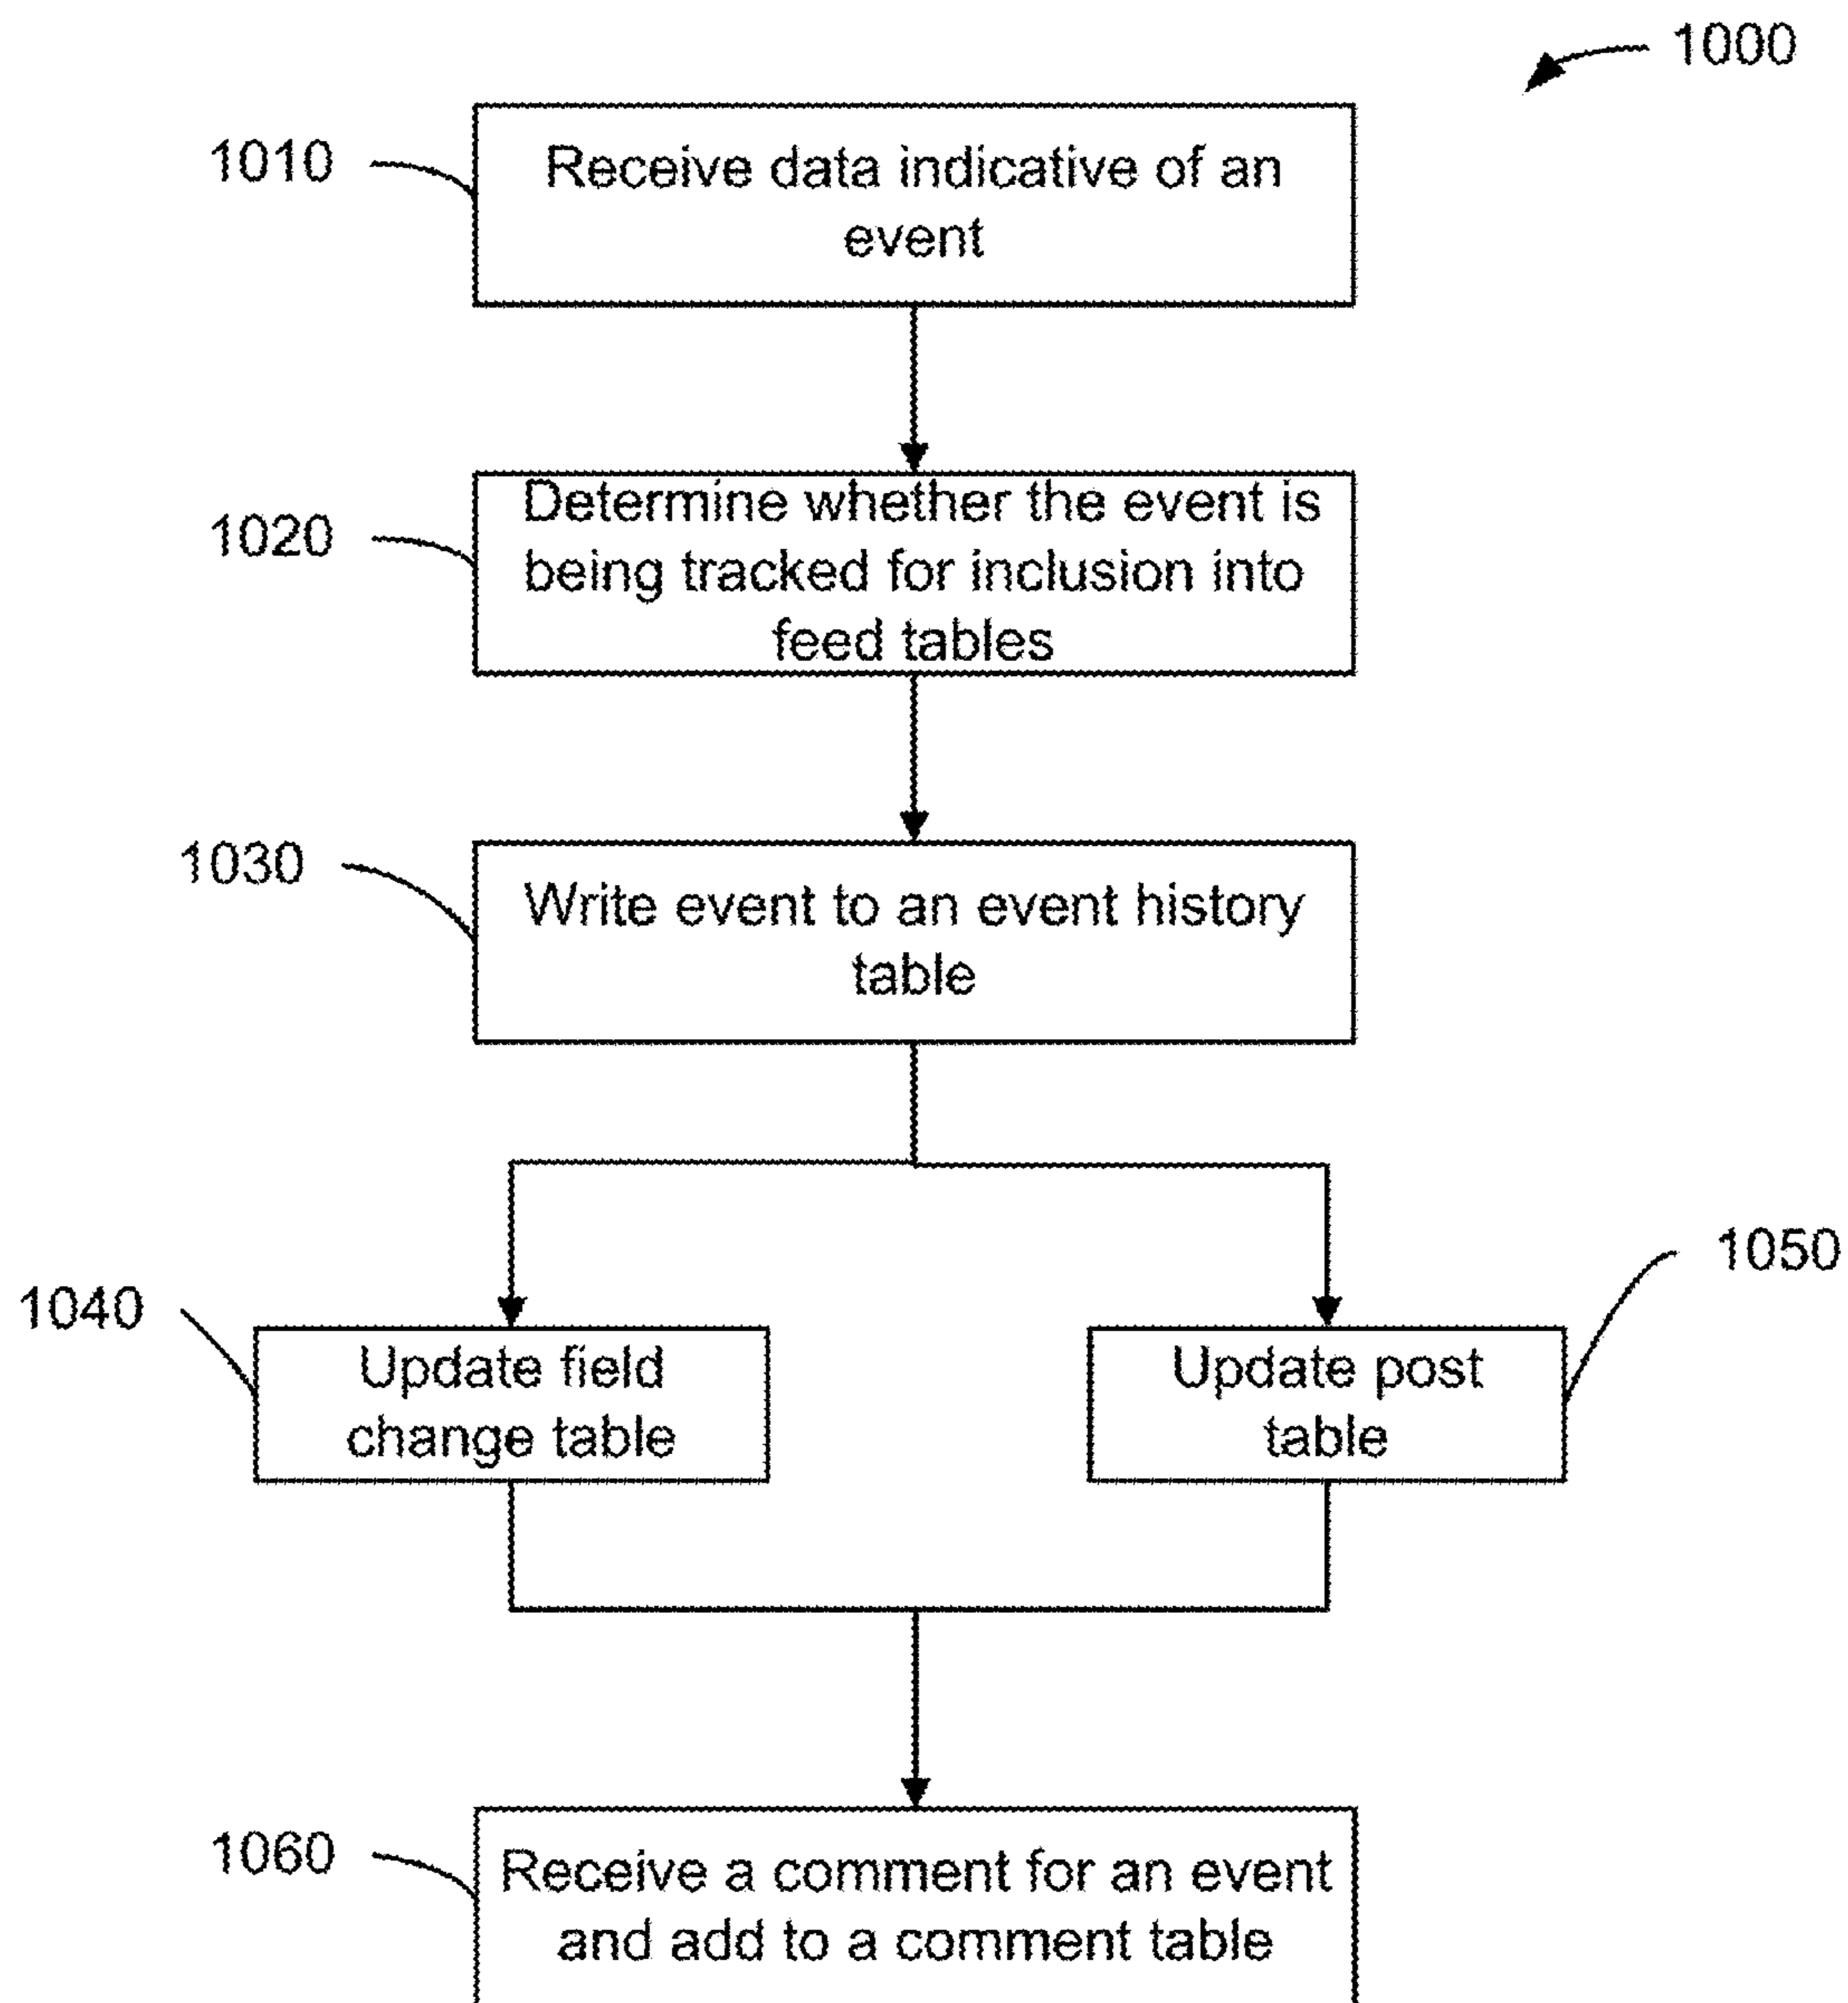 1000
1010
Receive data indicative of an
event
1020
Determine whether the event is
being tracked for inclusion into
feed tables
1030
Write event to an event history
table
1040
Update field
change table
1050
Update post
table
1060
Receive a comment for an event
and add to a comment table